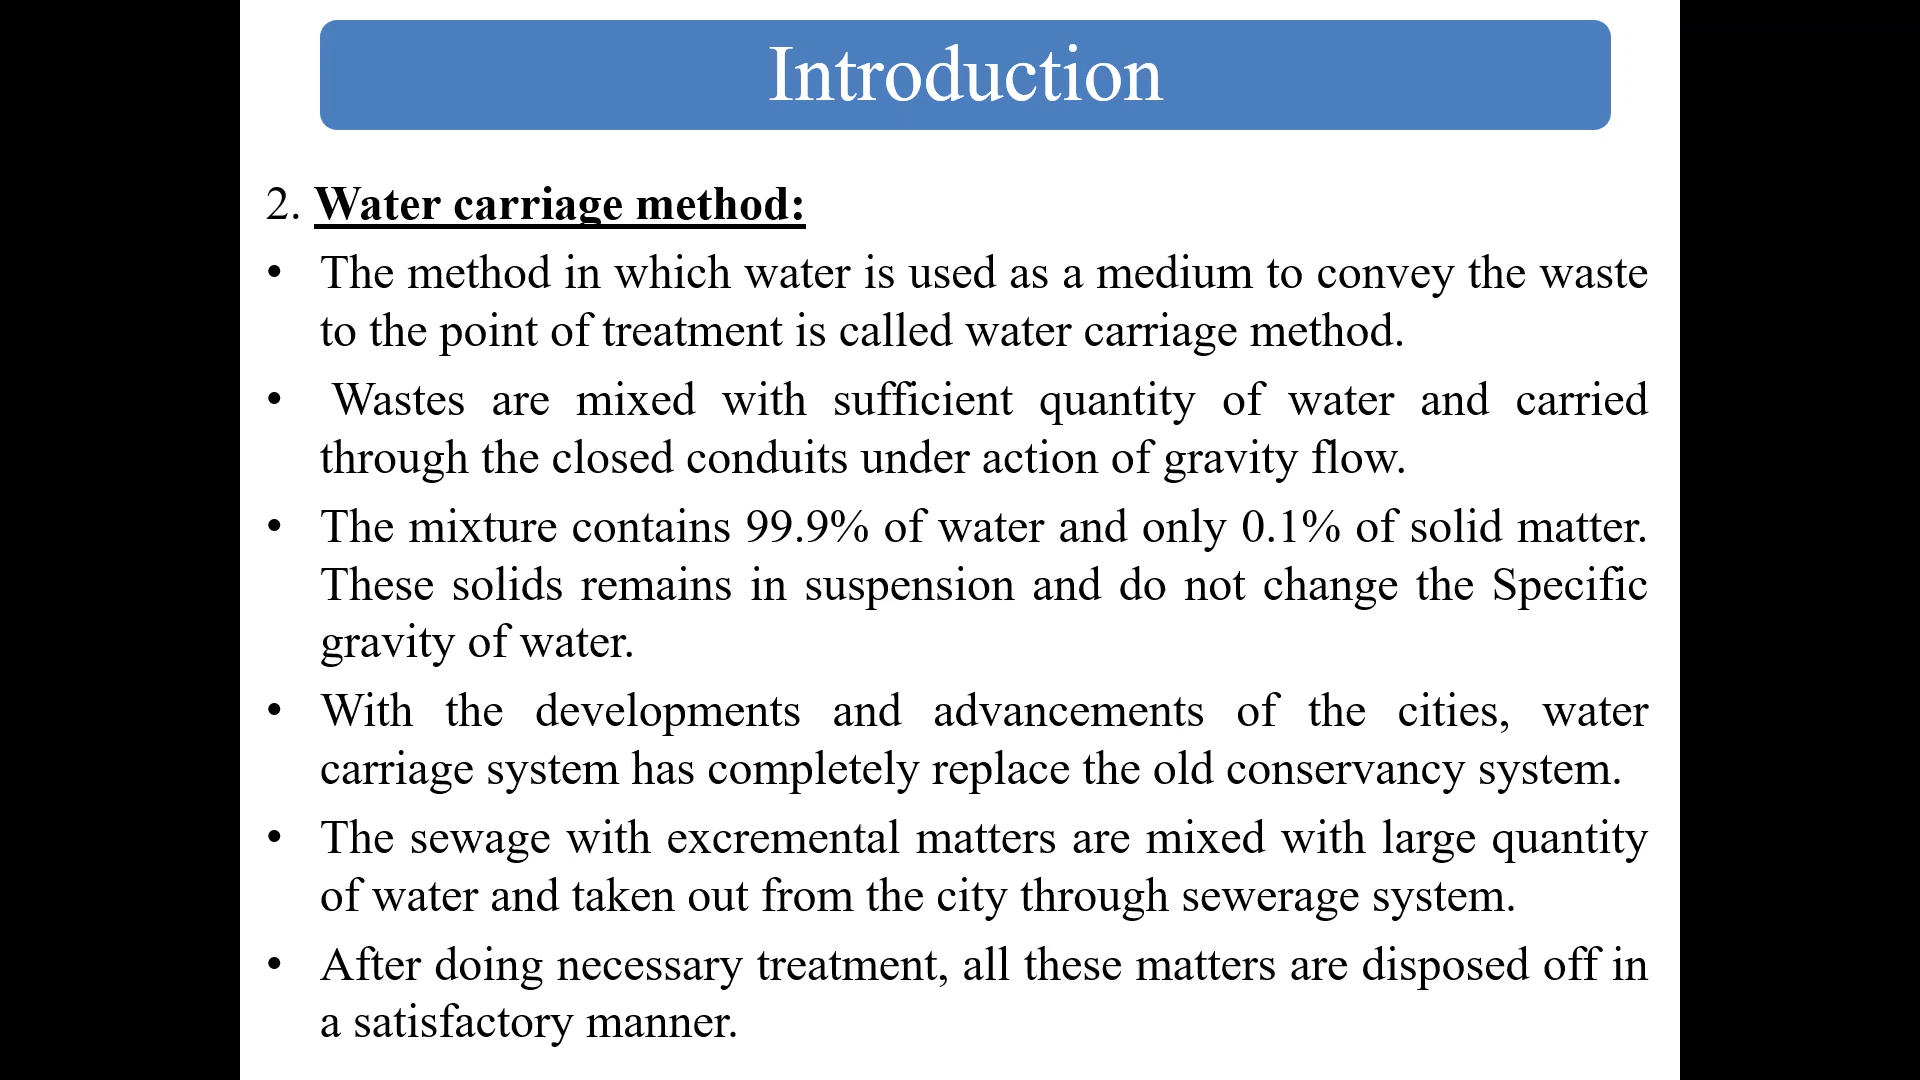 Introduction
2. Water carriage method:
• The method in which water is used as a medium to convey the waste
to the point of treatment is called water carriage method.
• Wastes are mixed with sufficient quantity of water and carried
through the closed conduits under action of gravity flow.
• The mixture contains 99.9% of water and only 0.1% of solid matter.
These solids remains in suspension and do not change the Specific
gravity of water.
• With the developments and advancements of the cities, water
carriage system has completely replace the old conservancy system.
• The sewage with excremental matters are mixed with large quantity
of water and taken out from the city through sewerage system.
• After doing necessary treatment, all these matters are disposed off in
a satisfactory manner.